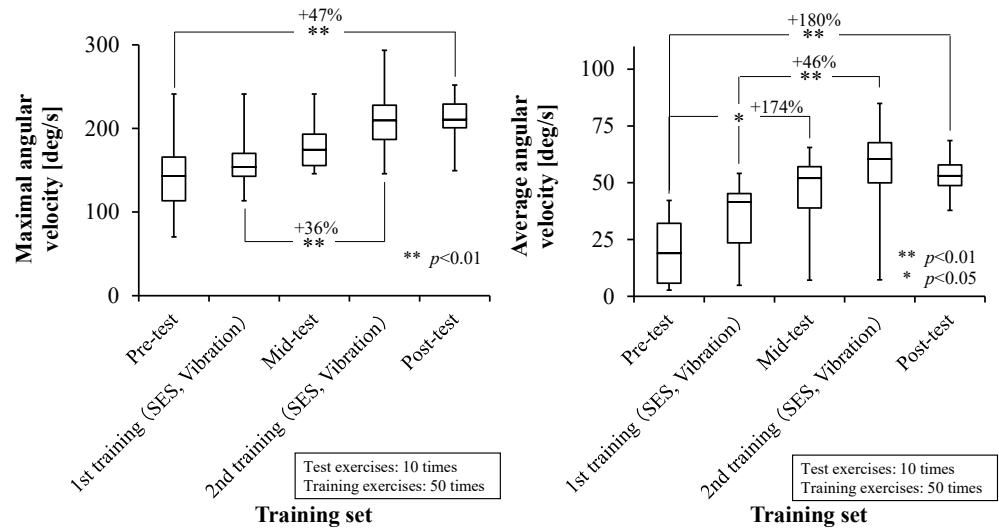 +47%
**
300
200
100
0
Maximal angular
velocity [deg/s]
+36%
**
** p<0.01
Pre-test
1st training (SES, Vibration)
Mid-test
2nd training (SES, Vibration)
Post-test
Test exercises: 10 times
Training exercises: 50 times
Training set
+180%
**
+46%
**
+174%
*
100
75
50
25
0
Average angular
velocity [deg/s]
** p<0.01
* p<0.05
Pre-test
1st training (SES, Vibration)
Mid-test
2nd training (SES, Vibration)
Post-test
Test exercises: 10 times
Training exercises: 50 times
Training set